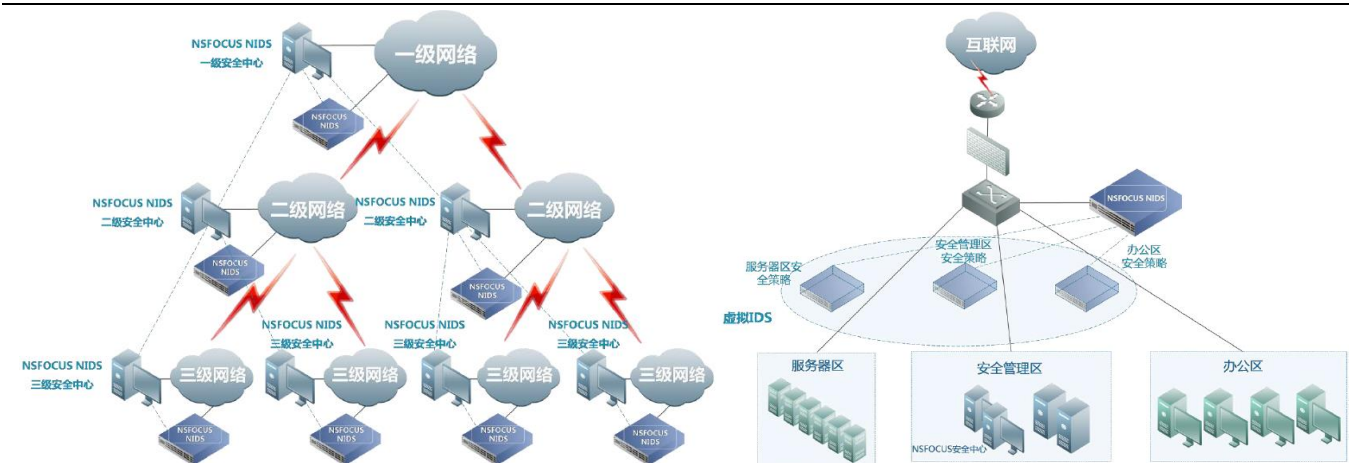 NSFOCUS NIDS
一级安全中心
一级网络
NSFOCUS
NIDS
NSFOCUS NIDS
二级安全中心
二级网络
NSFOCUS NIDS
二级安全中心
二级网络
NSFOCUS
NIDS
NSFOCUS
NIDS
NSFOCUS NIDS
三级安全中心
三级网络
NSFOCUS NIDS
三级安全中心
三级网络
NSFOCUS NIDS
三级安全中心
三级网络
NSFOCUS NIDS
三级安全中心
三级网络
NSFOCUS
NIDS
NSFOCUS
NIDS
NSFOCUS
NIDS
NSFOCUS
NIDS
互联网
NSFOCUS NIDS
服务器区安
全策略
安全管理区
安全策略
办公区
安全策略
虚拟IDS
服务器区
安全管理区
NSFOCUS安全中心
办公区